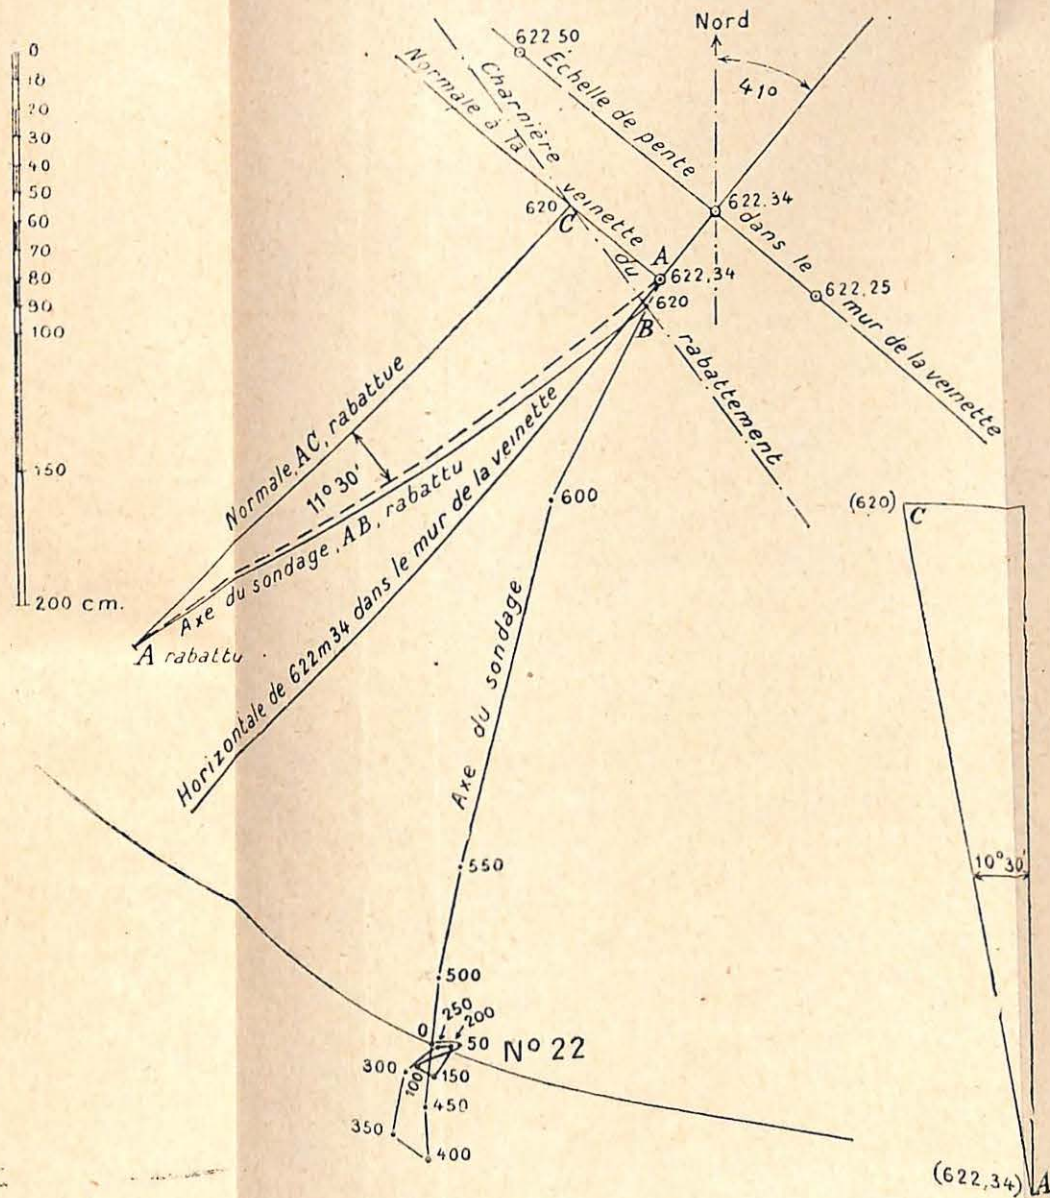 Nord
41º
622 50
Échelle de pente dans le mur de la veinette
Normale à la veinette
Charnière du rabattement
0
10
20
30
40
50
60
70
80
90
100
150
200 cm.
620
C
622.34
A
622,34
622,25
620
B
Normale, AC, rabattue
11° 30'
Axe du sondage, AB, rabattu
A rabattu
Horizontale de 622m34 dans le mur de la veinette
600
Axe du sondage
550
500
250
200
0
50
N° 22
300
100
150
450
350
400
(620)
C
10°30'
(622,34)
A